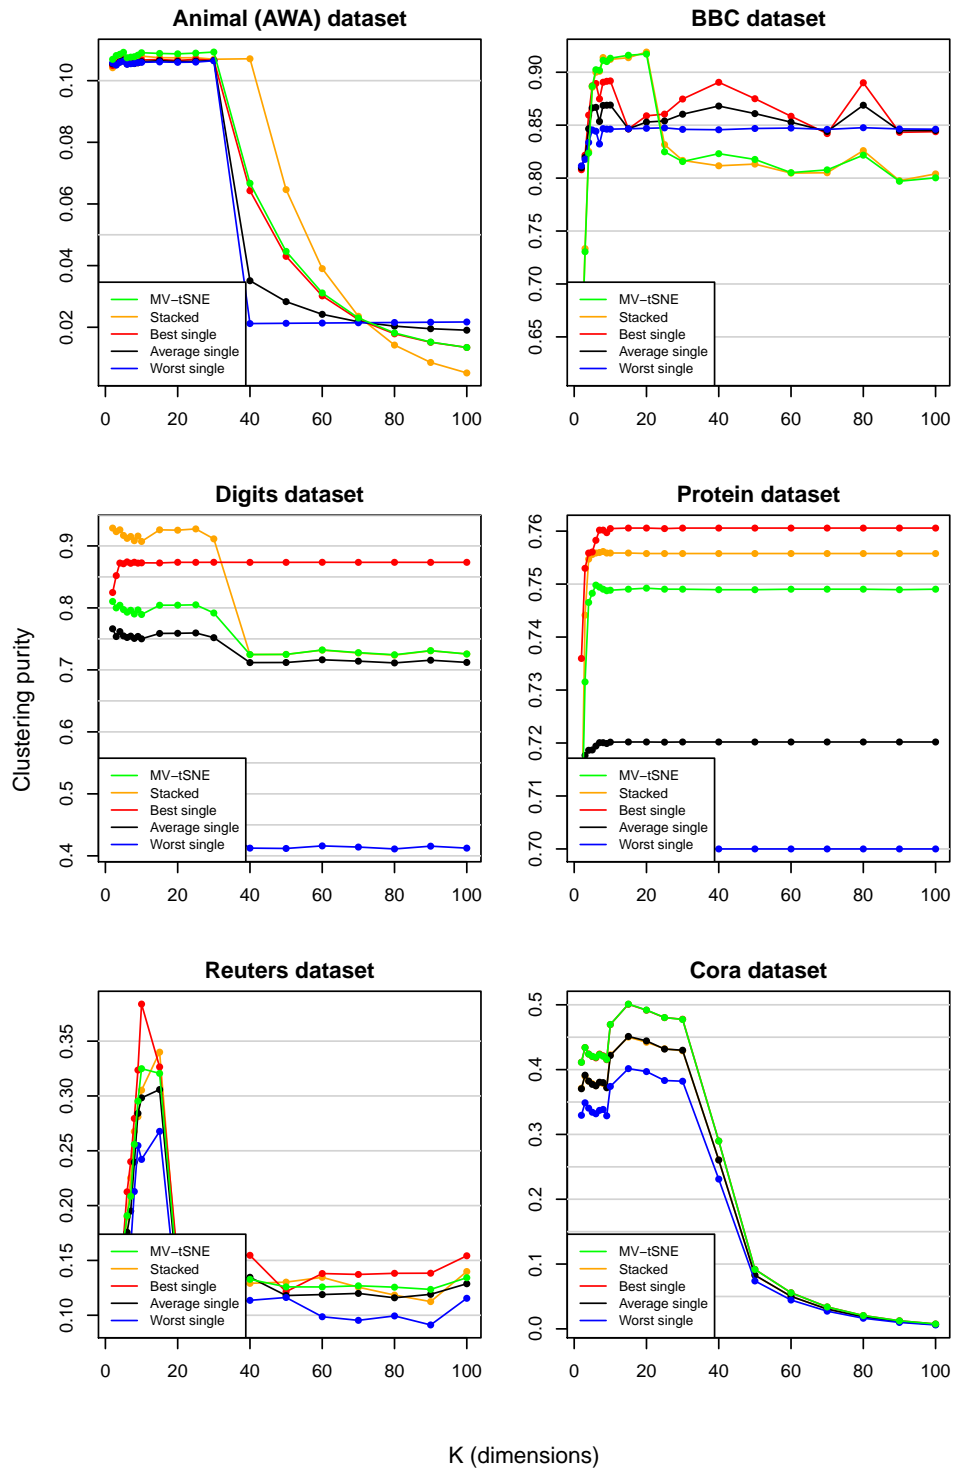 Animal (AWA) dataset
0.10
0.08
0.06
0.04
0.02
MV-tSNE
Stacked
Best single
Average single
Worst single
0 20 40 60 80 100
BBC dataset
0.90
0.85
0.80
0.75
0.70
0.65
MV-tSNE
Stacked
Best single
Average single
Worst single
0 20 40 60 80 100
Digits dataset
0.9
0.8
0.7
0.6
0.5
0.4
MV-tSNE
Stacked
Best single
Average single
Worst single
0 20 40 60 80 100
Protein dataset
0.76
0.75
0.74
0.73
0.72
0.71
0.70
MV-tSNE
Stacked
Best single
Average single
Worst single
0 20 40 60 80 100
Clustering purity
Reuters dataset
0.35
0.30
0.25
0.20
0.15
0.10
MV-tSNE
Stacked
Best single
Average single
Worst single
0 20 40 60 80 100
Cora dataset
0.5
0.4
0.3
0.2
0.1
0.0
MV-tSNE
Stacked
Best single
Average single
Worst single
0 20 40 60 80 100
K (dimensions)